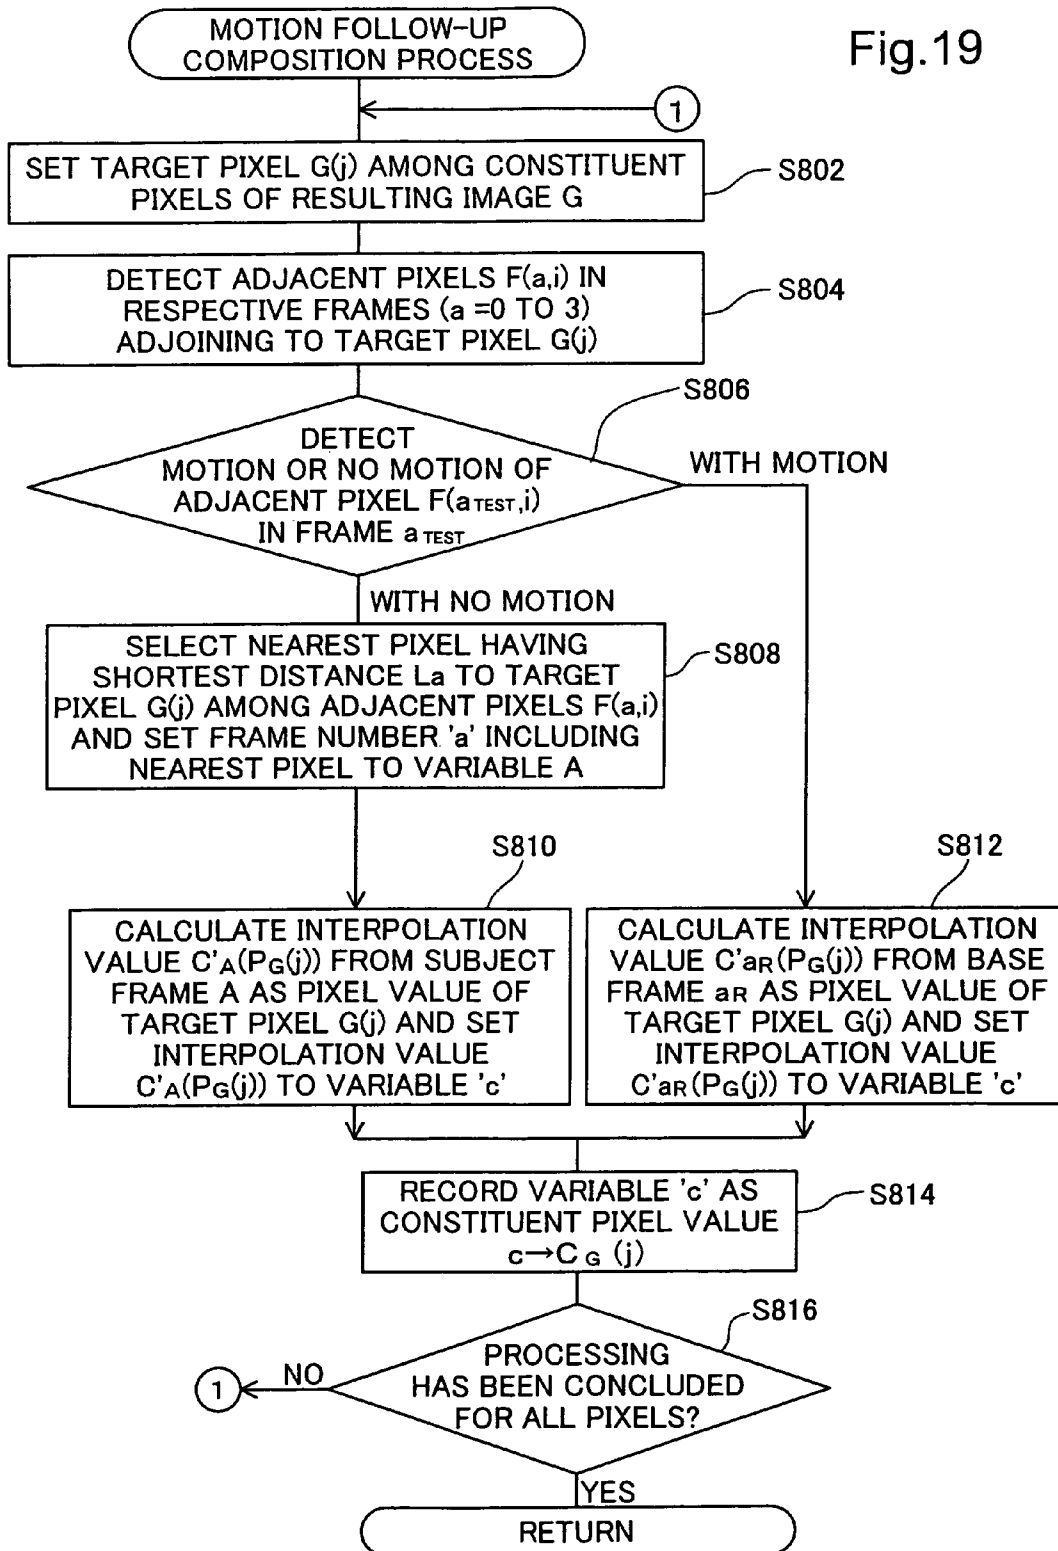 MOTION FOLLOW-UP
COMPOSITION PROCESS
Fig.19
1
SET TARGET PIXEL G(j) AMONG CONSTITUENT
PIXELS OF RESULTING IMAGE G
S802
DETECT ADJACENT PIXELS F(a,i) IN
RESPECTIVE FRAMES (a =0 TO 3)
ADJOINING TO TARGET PIXEL G(j)
S804
S806
DETECT
MOTION OR NO MOTION OF
ADJACENT PIXEL F(aTEST,i)
IN FRAME aTEST
WITH MOTION
WITH NO MOTION
SELECT NEAREST PIXEL HAVING
SHORTEST DISTANCE La TO TARGET
PIXEL G(j) AMONG ADJACENT PIXELS F(a,i)
AND SET FRAME NUMBER 'a' INCLUDING
NEAREST PIXEL TO VARIABLE A
S808
S810
CALCULATE INTERPOLATION
VALUE C'A(PG(j)) FROM SUBJECT
FRAME A AS PIXEL VALUE OF
TARGET PIXEL G(j) AND SET
INTERPOLATION VALUE
C'A(PG(j)) TO VARIABLE 'c'
S812
CALCULATE INTERPOLATION
VALUE C'aR(PG(j)) FROM BASE
FRAME aR AS PIXEL VALUE OF
TARGET PIXEL G(j) AND SET
INTERPOLATION VALUE
C'aR(PG(j)) TO VARIABLE 'c'
RECORD VARIABLE 'c' AS
CONSTITUENT PIXEL VALUE
c→CG (j)
S814
S816
PROCESSING
HAS BEEN CONCLUDED
FOR ALL PIXELS?
NO
1
YES
RETURN